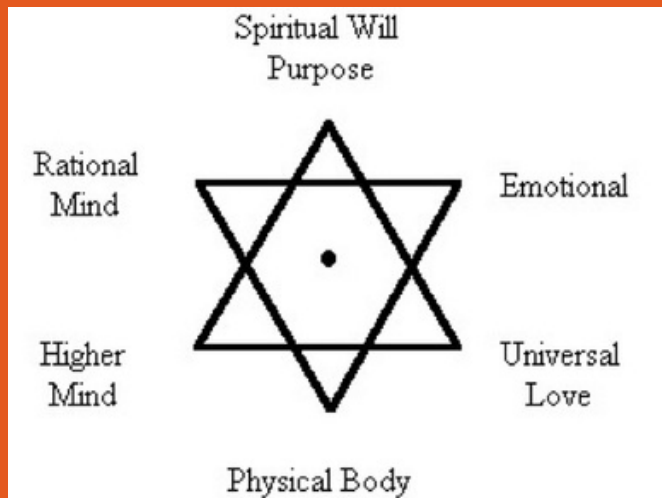 Spiritual Will
Purpose
Rational
Mind
Emotional
Higher
Mind
Universal
Love
Physical Body